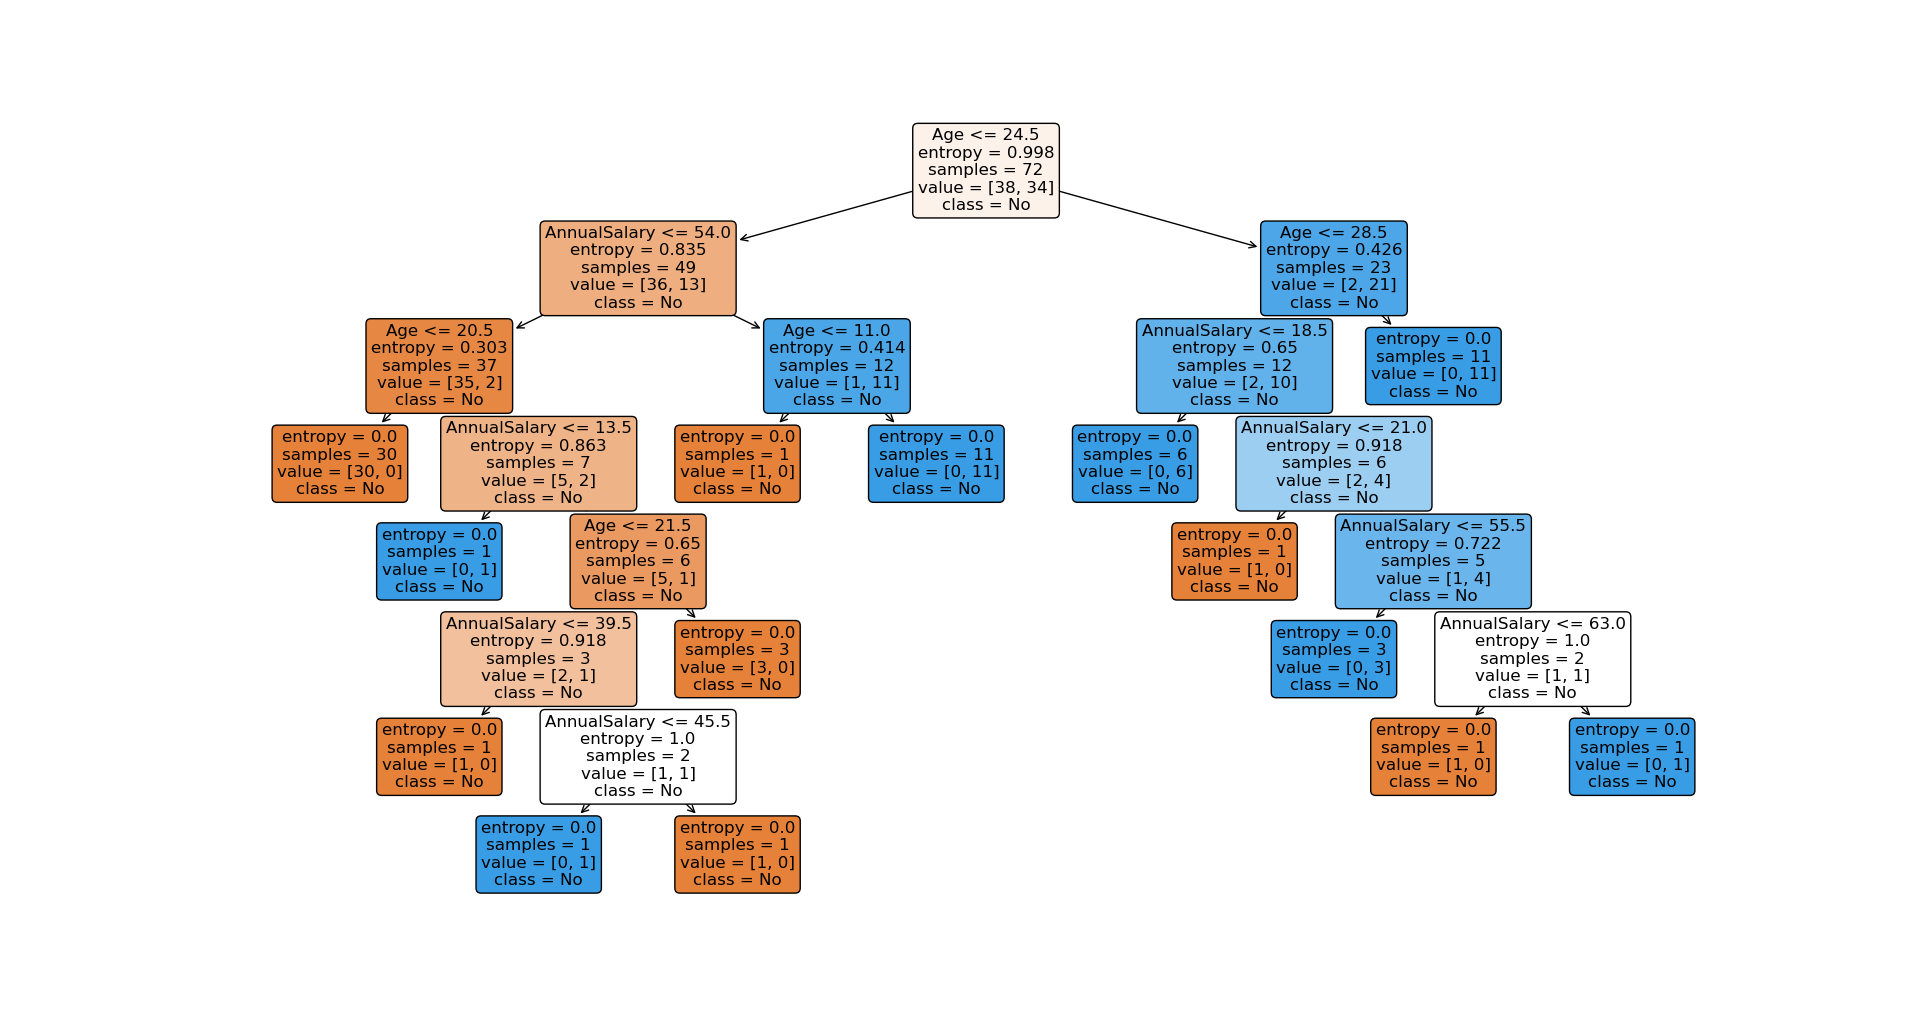 Age <= 24.5
entropy = 0.998
samples = 72
value = [38, 34]
class = No
AnnualSalary <= 54.0
entropy = 0.835
samples = 49
value = [36, 13]
class = No
Age <= 28.5
entropy = 0.426
samples = 23
value = [2, 21]
class = No
Age <= 20.5
entropy = 0.303
samples = 37
value = [35, 2]
class = No
Age <= 11.0
entropy = 0.414
samples = 12
value = [1, 11]
class = No
AnnualSalary <= 18.5
entropy = 0.65
samples = 12
value = [2, 10]
class = No
entropy = 0.0
samples = 11
value = [0, 11]
class = No
entropy = 0.0
samples = 30
value = [30, 0]
class = No
AnnualSalary <= 13.5
entropy = 0.863
samples = 7
value = [5, 2]
class = No
entropy = 0.0
samples = 1
value = [1, 0]
class = No
entropy = 0.0
samples = 11
value = [0, 11]
class = No
entropy = 0.0
samples = 6
value = [0, 6]
class = No
AnnualSalary <= 21.0
entropy = 0.918
samples = 6
value = [2, 4]
class = No
entropy = 0.0
samples = 1
value = [0, 1]
class = No
Age <= 21.5
entropy = 0.65
samples = 6
value = [5, 1]
class = No
entropy = 0.0
samples = 1
value = [1, 0]
class = No
AnnualSalary <= 55.5
entropy = 0.722
samples = 5
value = [1, 4]
class = No
AnnualSalary <= 39.5
entropy = 0.918
samples = 3
value = [2, 1]
class = No
entropy = 0.0
samples = 3
value = [3, 0]
class = No
entropy = 0.0
samples = 3
value = [0, 3]
class = No
AnnualSalary <= 63.0
entropy = 1.0
samples = 2
value = [1, 1]
class = No
entropy = 0.0
samples = 1
value = [1, 0]
class = No
AnnualSalary <= 45.5
entropy = 1.0
samples = 2
value = [1, 1]
class = No
entropy = 0.0
samples = 1
value = [1, 0]
class = No
entropy = 0.0
samples = 1
value = [0, 1]
class = No
entropy = 0.0
samples = 1
value = [0, 1]
class = No
entropy = 0.0
samples = 1
value = [1, 0]
class = No